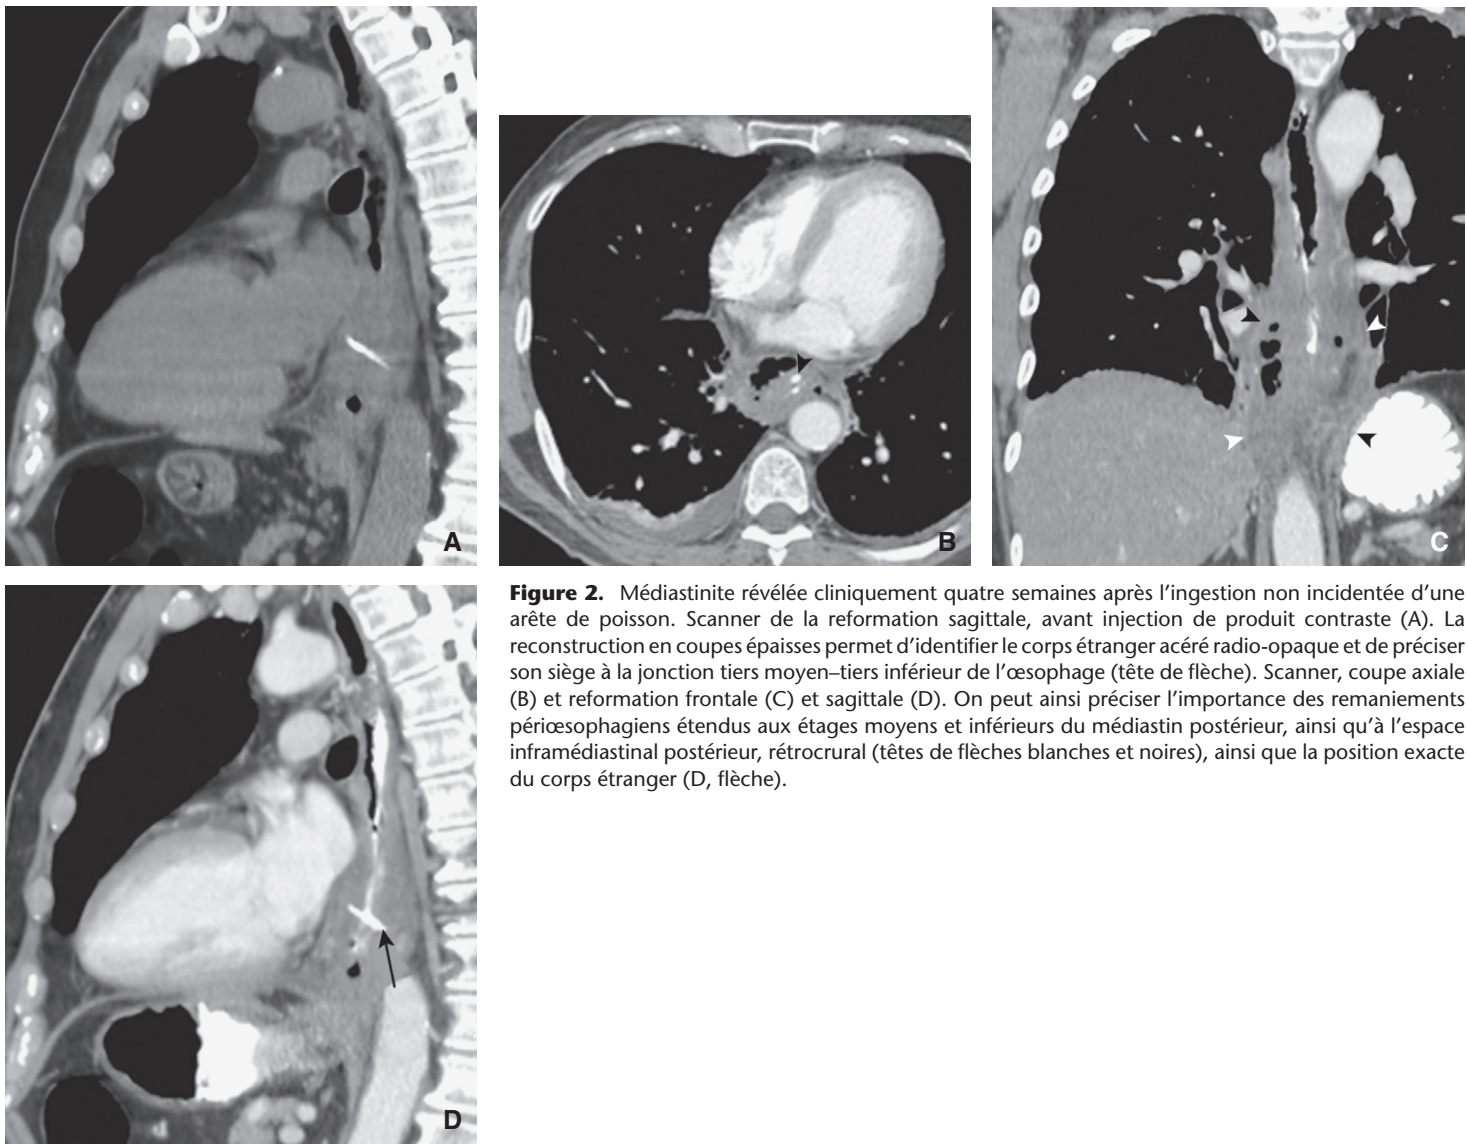 A
B
C
D
Figure 2. Médiastinite révélée cliniquement quatre semaines après l’ingestion non incidentée d’une
arête de poisson. Scanner de la reformation sagittale, avant injection de produit contraste (A). La
reconstruction en coupes épaisses permet d’identifier le corps étranger acéré radio-opaque et de préciser
son siège à la jonction tiers moyen–tiers inférieur de l’œsophage (tête de flèche). Scanner, coupe axiale
(B) et reformation frontale (C) et sagittale (D). On peut ainsi préciser l’importance des remaniements
périœsophagiens étendus aux étages moyens et inférieurs du médiastin postérieur, ainsi qu’à l’espace
inframédiastinal postérieur, rétrocrural (têtes de flèches blanches et noires), ainsi que la position exacte
du corps étranger (D, flèche).